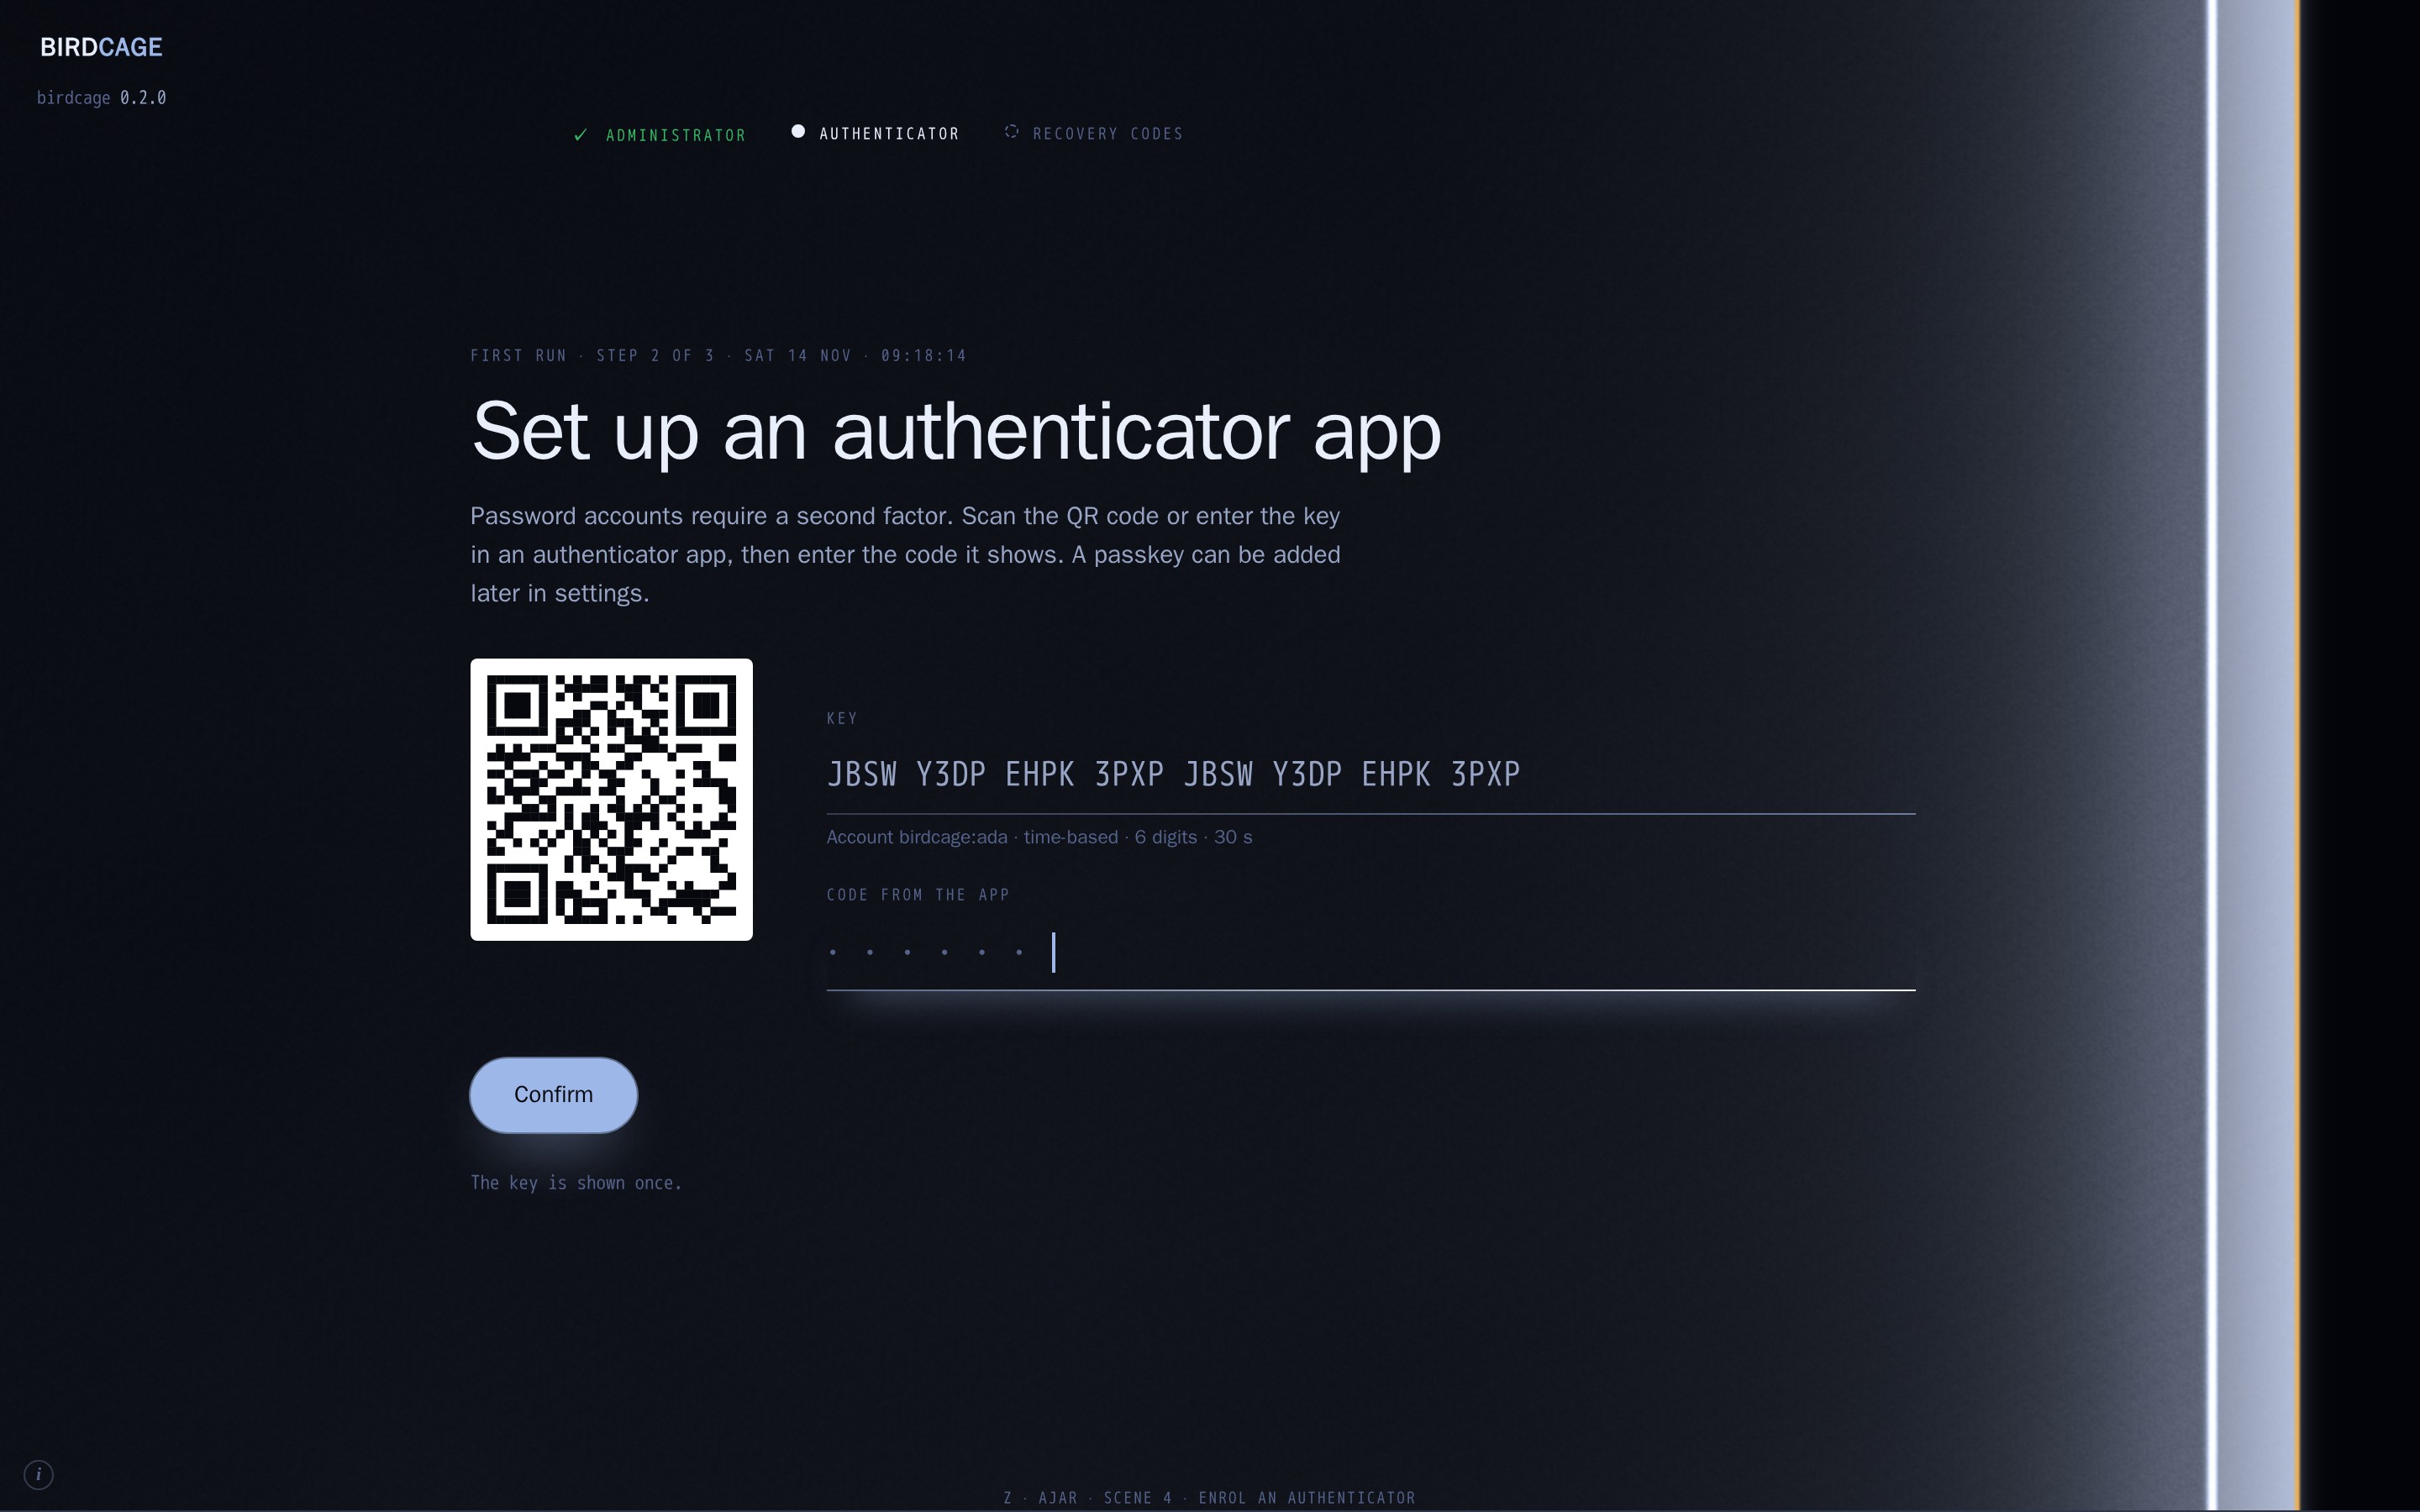 BIRDCAGE
birdcage 0.2.0
✓ ADMINISTRATOR AUTHENTICATOR RECOVERY CODES
FIRST RUN · STEP 2 OF 3 · SAT 14 NOV · 09:18:14
Set up an authenticator app
Password accounts require a second factor. Scan the QR code or enter the key
in an authenticator app, then enter the code it shows. A passkey can be added
later in settings.
KEY
JBSW Y3DP EHPK 3PXP JBSW Y3DP EHPK 3PXP
Account birdcage:ada · time-based · 6 digits · 30 s
CODE FROM THE APP
· · · · · ·
Confirm
The key is shown once.
i
Z · AJAR · SCENE 4 · ENROL AN AUTHENTICATOR